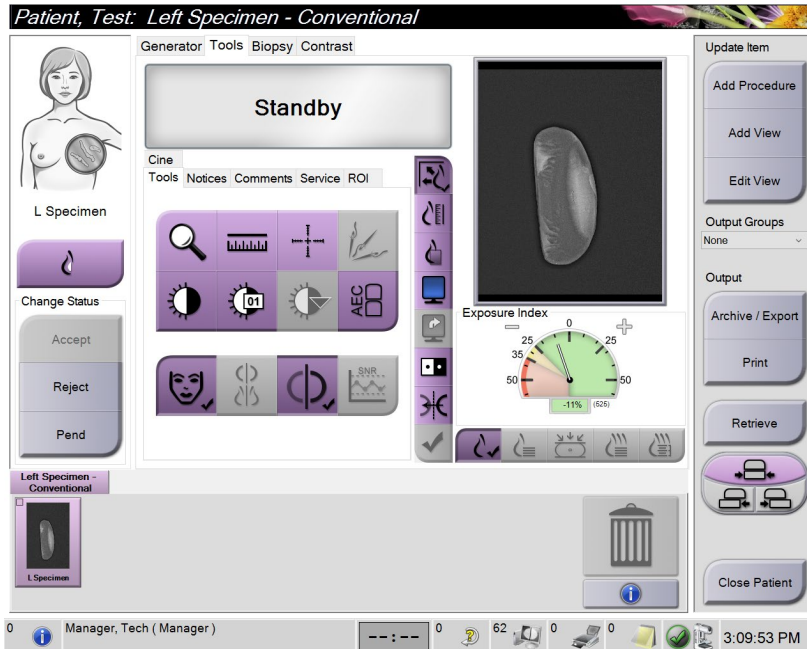 Patient, Test: Left Specimen - Conventional
Generator Tools Biopsy Contrast
Standby
Cine
Tools Notices Comments Service ROI
L Specimen
Change Status
Accept
Reject
Pend
01
AEC
SNR
Exposure Index
0
25 25
35
50 50
-11% (525)
Update Item
Add Procedure
Add View
Edit View
Output Groups
None
Output
Archive / Export
Print
Retrieve
Close Patient
Left Specimen -
Conventional
L Specimen
0 Manager, Tech ( Manager ) --:-- 0 62 0 0 3:09:53 PM